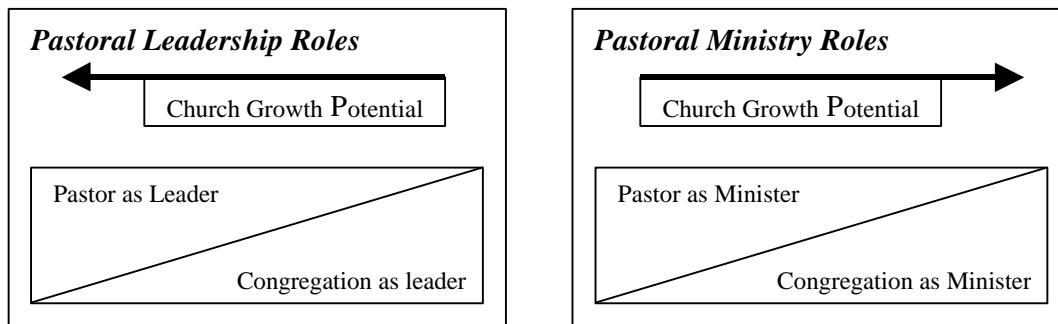 Pastoral Leadership Roles
Church Growth Potential
Pastor as Leader
Congregation as leader
Pastoral Ministry Roles
Church Growth Potential
Pastor as Minister
Congregation as Minister